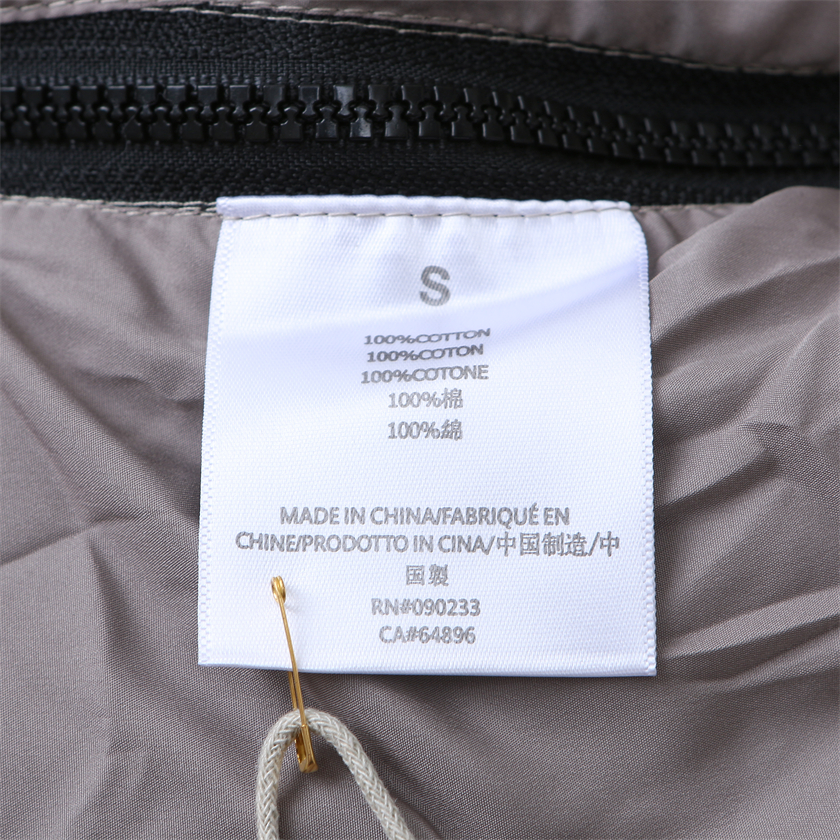 S
100%COTTON
100%COTON
100%COTONE
100%棉
100%綿
MADE IN CHINA/FABRIQUÉ EN
CHINE/PRODOTTO IN CINA/中国制造/中
国製
RN#090233
CA#64896